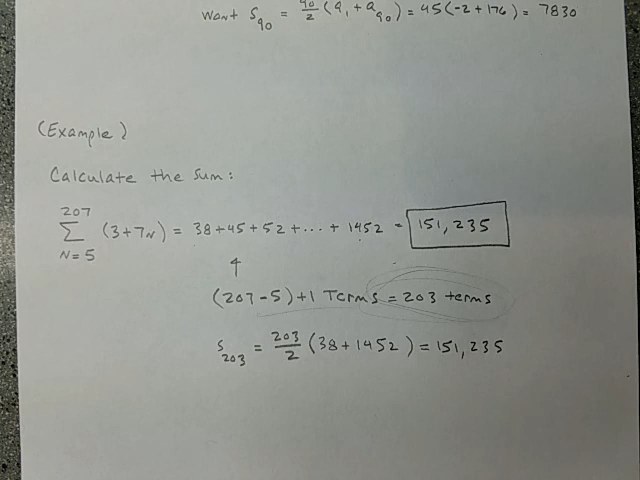 Want S_90 = 90/2 (a_1 + a_90) = 45(-2+176) = 7830
(Example)
Calculate the sum:
207
∑ (3+7N) = 38+45+52+...+ 1452 = 151,235
N=5
↑
(207-5)+1 Terms = 203 terms
S_203 = 203/2 (38+1452) = 151,235